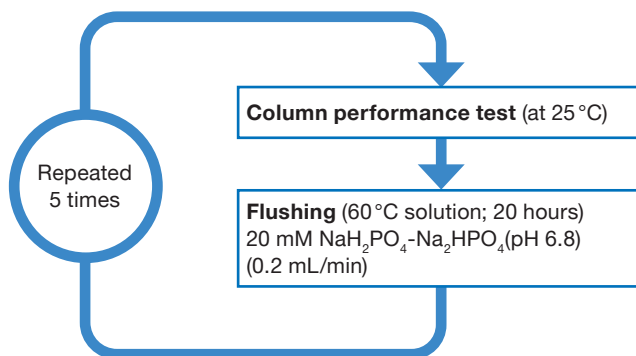 Column performance test (at 25 °C)
Repeated
5 times
Flushing (60 °C solution; 20 hours)
20 mM NaH₂PO₄-Na₂HPO₄(pH 6.8)
(0.2 mL/min)